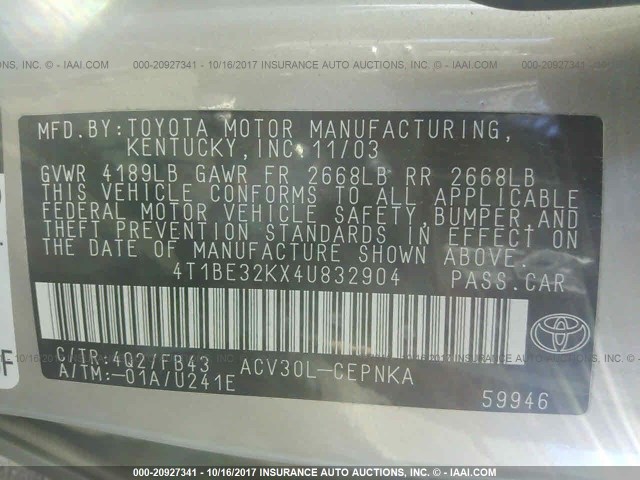 000-20927341 - 10/16/2017 INSURANCE AUTO AUCTIONS, INC. - © IAAI.COM
MFD.BY:TOYOTA MOTOR MANUFACTURING,
KENTUCKY, INC. 11/03
GVWR 4189LB GAWR FR 2668LB RR 2668LB
THIS VEHICLE CONFORMS TO ALL APPLICABLE
FEDERAL MOTOR VEHICLE SAFETY, BUMPER, AND
THEFT PREVENTION STANDARDS IN EFFECT ON
THE DATE OF MANUFACTURE SHOWN ABOVE.
4T1BE32KX4U832904 PASS.CAR
C/TR:4Q2/FB43 ACV30L-CEPNKA
A/TM:-01A/U241E
59946
TOYOTA
000-20927341 - 10/16/2017 INSURANCE AUTO AUCTIONS, INC. - © IAAI.COM